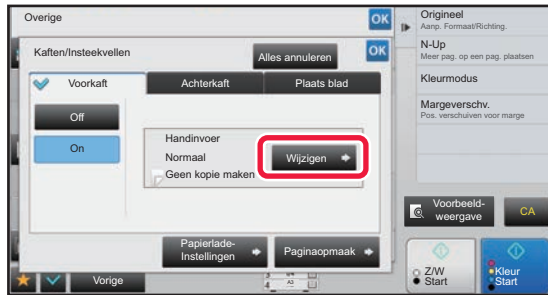 Overige
OK
Kaften/Insteekvellen
Alles annuleren
OK
Voorkaft
Achterkaft
Plaats blad
Off
On
Handinvoer
Normaal
Geen kopie maken
Wijzigen
Papierlade-
Instellingen
Paginaopmaak
Vorige
Origineel
Aanp. Formaat/Richting.
N-Up
Meer pag. op een pag. plaatsen
Kleurmodus
Margeverschv.
Pos. verschuiven voor marge
Voorbeeld-
weergave
CA
Z/W
Start
Kleur
Start